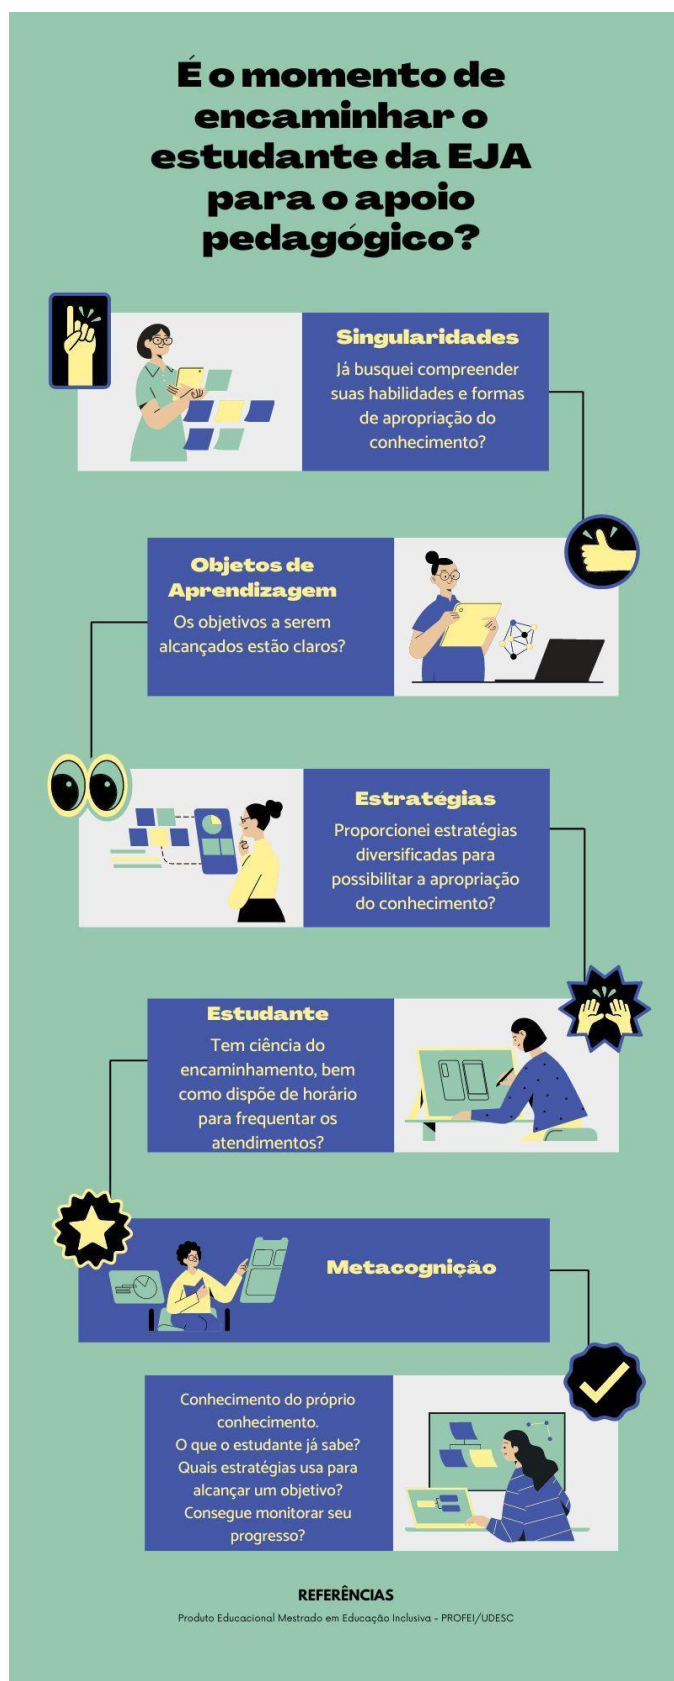 É o momento de
encaminhar o
estudante da EJA
para o apoio
pedagógico?
Singularidades
Já busquei compreender
suas habilidades e formas
de apropriação do
conhecimento?
Objetos de
Aprendizagem
Os objetivos a serem
alcançados estão claros?
Estratégias
Proporcionei estratégias
diversificadas para
possibilitar a apropriação
do conhecimento?
Estudante
Tem ciência do
encaminhamento, bem
como dispõe de horário
para frequentar os
atendimentos?
Metacognição
Conhecimento do próprio
conhecimento.
O que o estudante já sabe?
Quais estratégias usa para
alcançar um objetivo?
Consegue monitorar seu
progresso?
REFERÊNCIAS
Produto Educacional Mestrado em Educação Inclusiva - PROFEI/UDESC